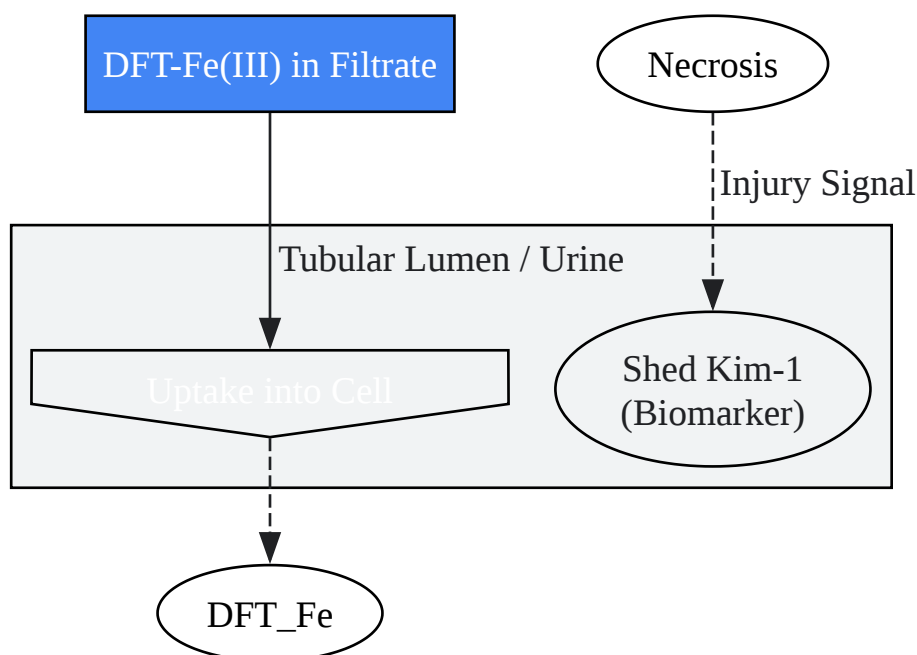 DFT-Fe(III) in Filtrate
Necrosis
Injury Signal
Tubular Lumen / Urine
Uptake into Cell
Shed Kim-1
(Biomarker)
DFT_Fe